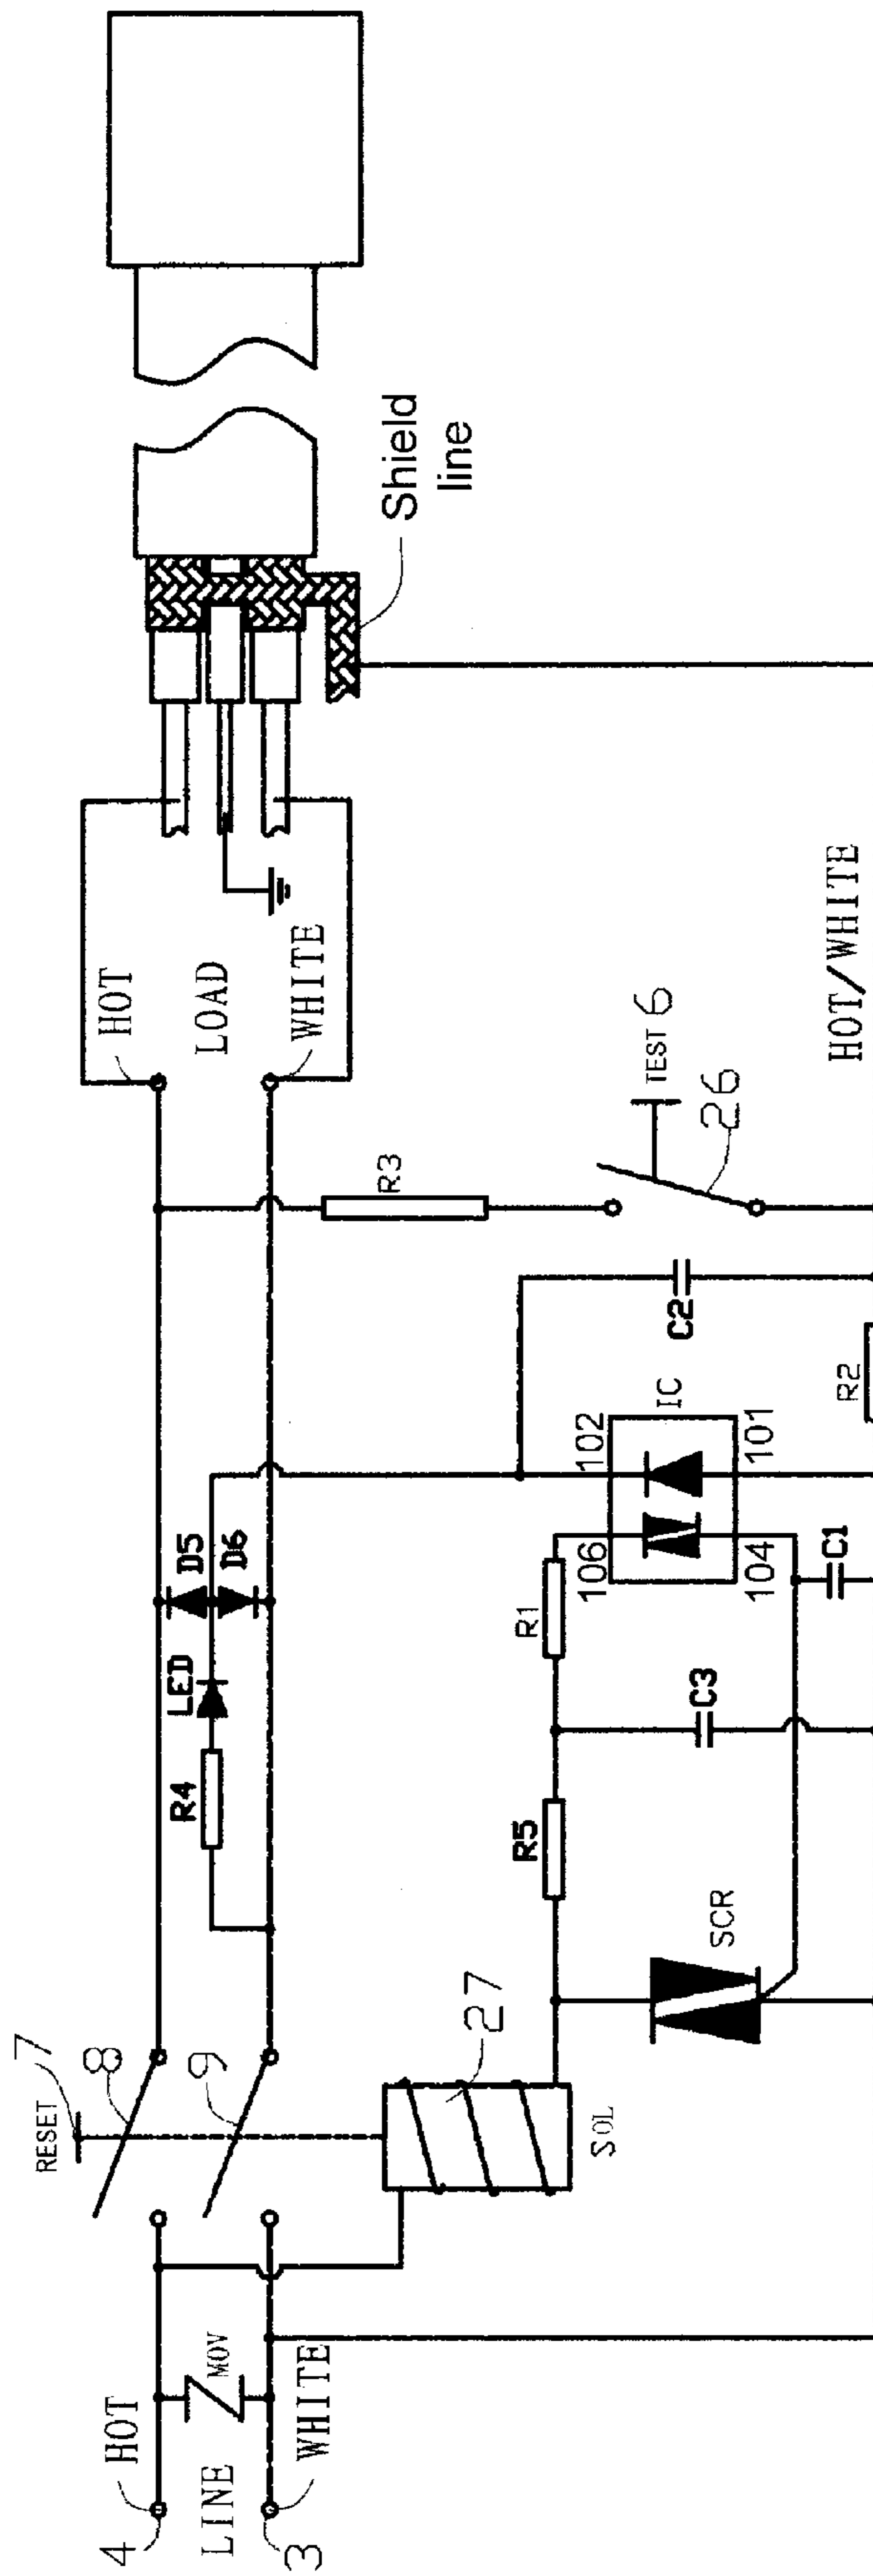 4
HOT
LINE
WHITE
3
MOV
RESET
7
8
9
27
SOL
R4
LED
D5
D6
R5
SCR
C3
R1
106
102
104
101
IC
C1
C2
R2
R3
TEST 6
26
HOT
LOAD
WHITE
HOT/WHITE
Shield
line